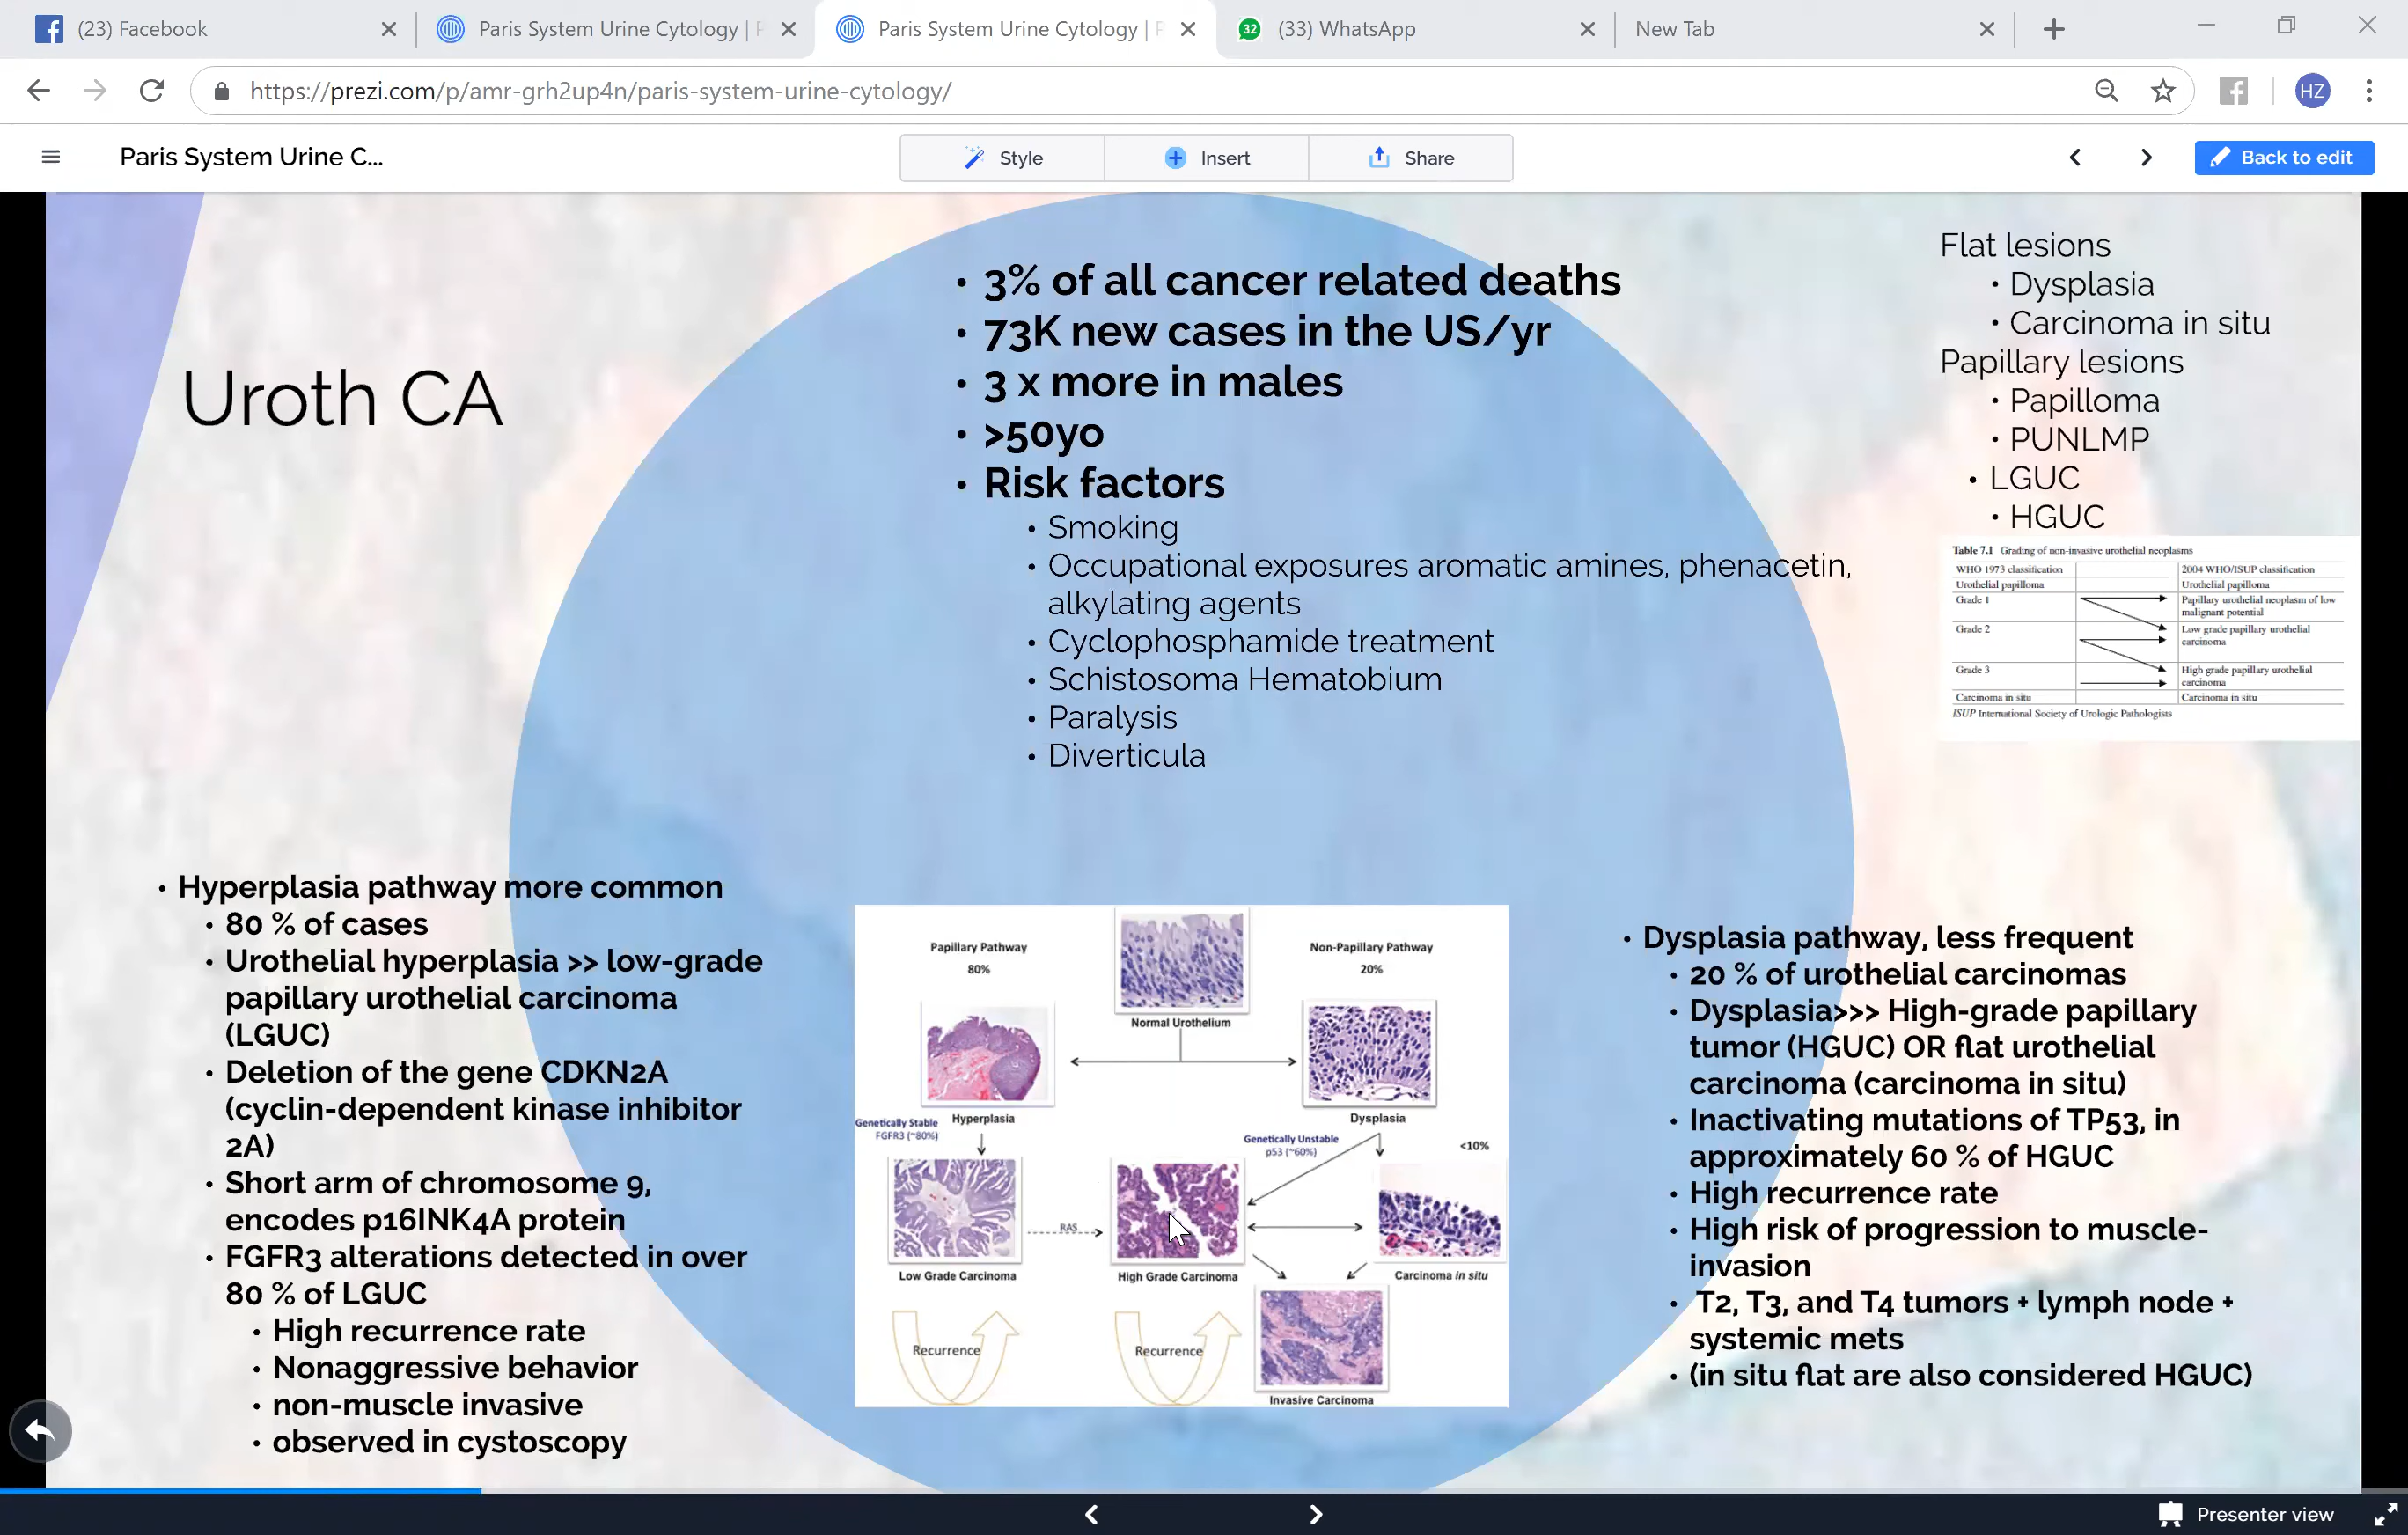 (23) Facebook
Paris System Urine Cytology |
Paris System Urine Cytology |
32
(33) WhatsApp
New Tab
https://prezi.com/p/amr-grh2up4n/paris-system-urine-cytology/
HZ
Paris System Urine C...
Style
Insert
Share
Back to edit
Uroth CA
• 3% of all cancer related deaths
• 73K new cases in the US/yr
• 3 x more in males
• >50yo
• Risk factors
• Smoking
• Occupational exposures aromatic amines, phenacetin,
alkylating agents
• Cyclophosphamide treatment
• Schistosoma Hematobium
• Paralysis
• Diverticula
Flat lesions
• Dysplasia
• Carcinoma in situ
Papillary lesions
• Papilloma
• PUNLMP
• LGUC
• HGUC
Table 7.1 Grading of non-invasive urothelial neoplasms
WHO 1973 classification
2004 WHO/ISUP classification
Urothelial papilloma
Urothelial papilloma
Grade 1
Papillary urothelial neoplasm of low
malignant potential
Grade 2
Low grade papillary urothelial
carcinoma
Grade 3
High grade papillary urothelial
carcinoma
Carcinoma in situ
Carcinoma in situ
ISUP International Society of Urologic Pathologists
• Hyperplasia pathway more common
• 80 % of cases
• Urothelial hyperplasia >> low-grade
papillary urothelial carcinoma
(LGUC)
• Deletion of the gene CDKN2A
(cyclin-dependent kinase inhibitor
2A)
• Short arm of chromosome 9,
encodes p16INK4A protein
• FGFR3 alterations detected in over
80 % of LGUC
• High recurrence rate
• Nonaggressive behavior
• non-muscle invasive
• observed in cystoscopy
Papillary Pathway
80%
Non-Papillary Pathway
20%
Normal Urothelium
Hyperplasia
Dysplasia
Genetically Stable
FGFR3 (~80%)
Genetically Unstable
p53 (~60%)
<10%
RAS
Low Grade Carcinoma
High Grade Carcinoma
Carcinoma in situ
Recurrence
Recurrence
Invasive Carcinoma
• Dysplasia pathway, less frequent
• 20 % of urothelial carcinomas
• Dysplasia>>> High-grade papillary
tumor (HGUC) OR flat urothelial
carcinoma (carcinoma in situ)
• Inactivating mutations of TP53, in
approximately 60 % of HGUC
• High recurrence rate
• High risk of progression to muscle-
invasion
• T2, T3, and T4 tumors + lymph node +
systemic mets
• (in situ flat are also considered HGUC)
Presenter view